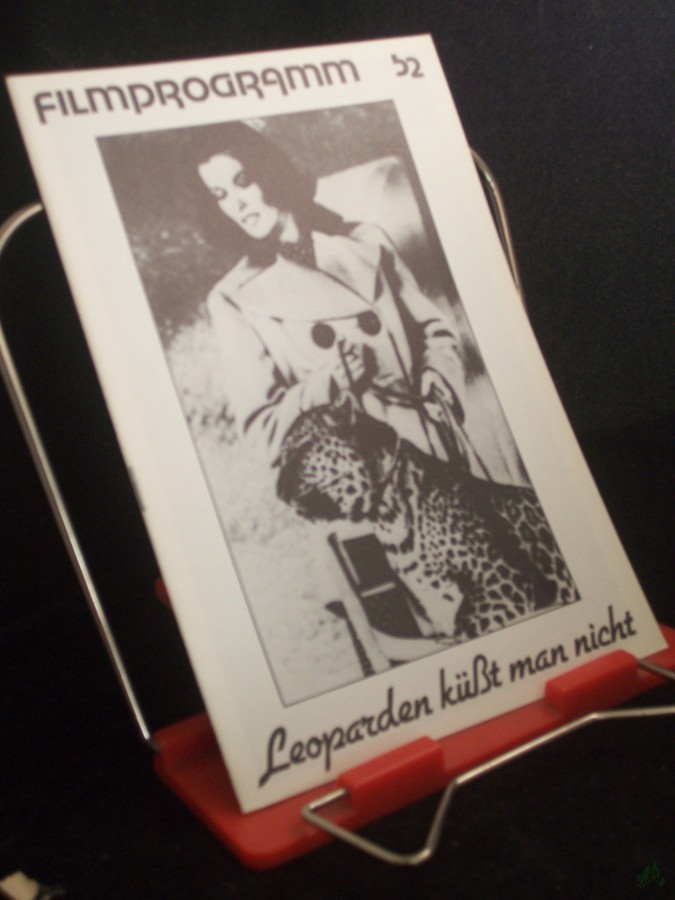 FILMPROGRAMM 52
Leoparden küßt man nicht